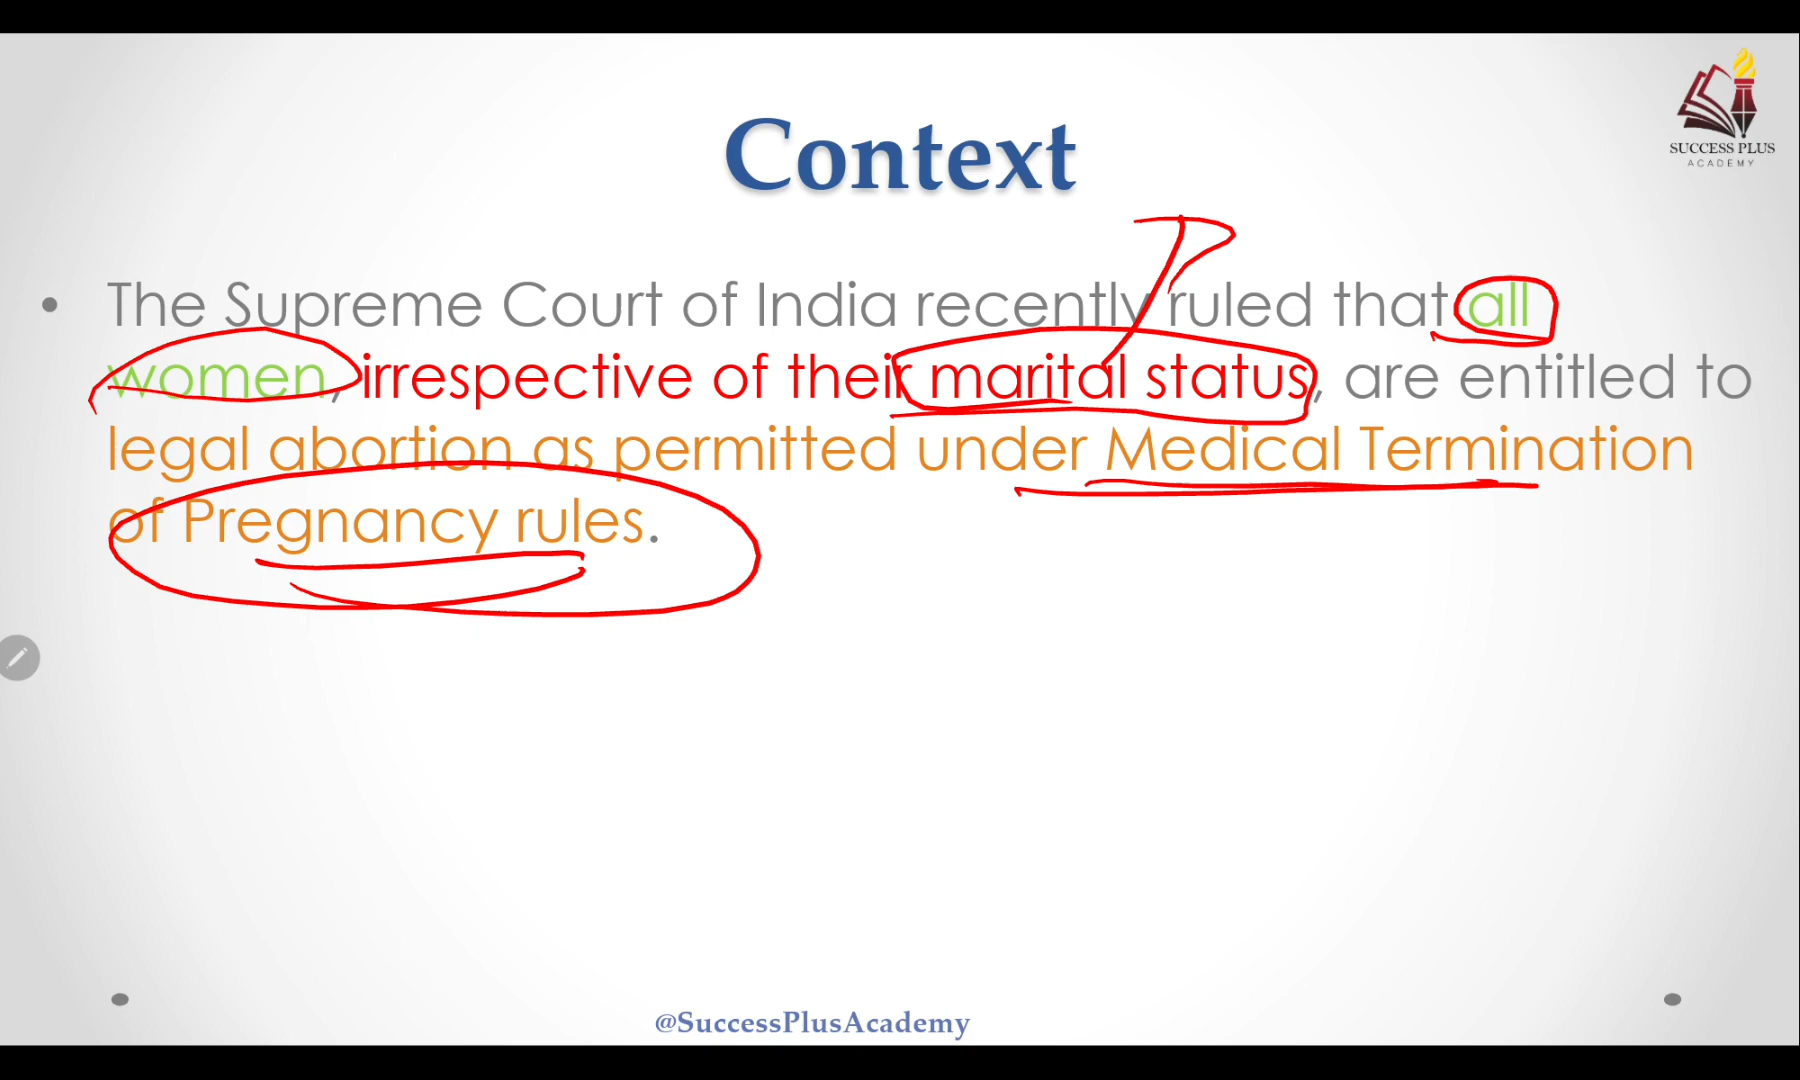 SUCCESS PLUS
ACADEMY
Context
• The Supreme Court of India recently ruled that all
women, irrespective of their marital status, are entitled to
legal abortion as permitted under Medical Termination
of Pregnancy rules.
@SuccessPlusAcademy